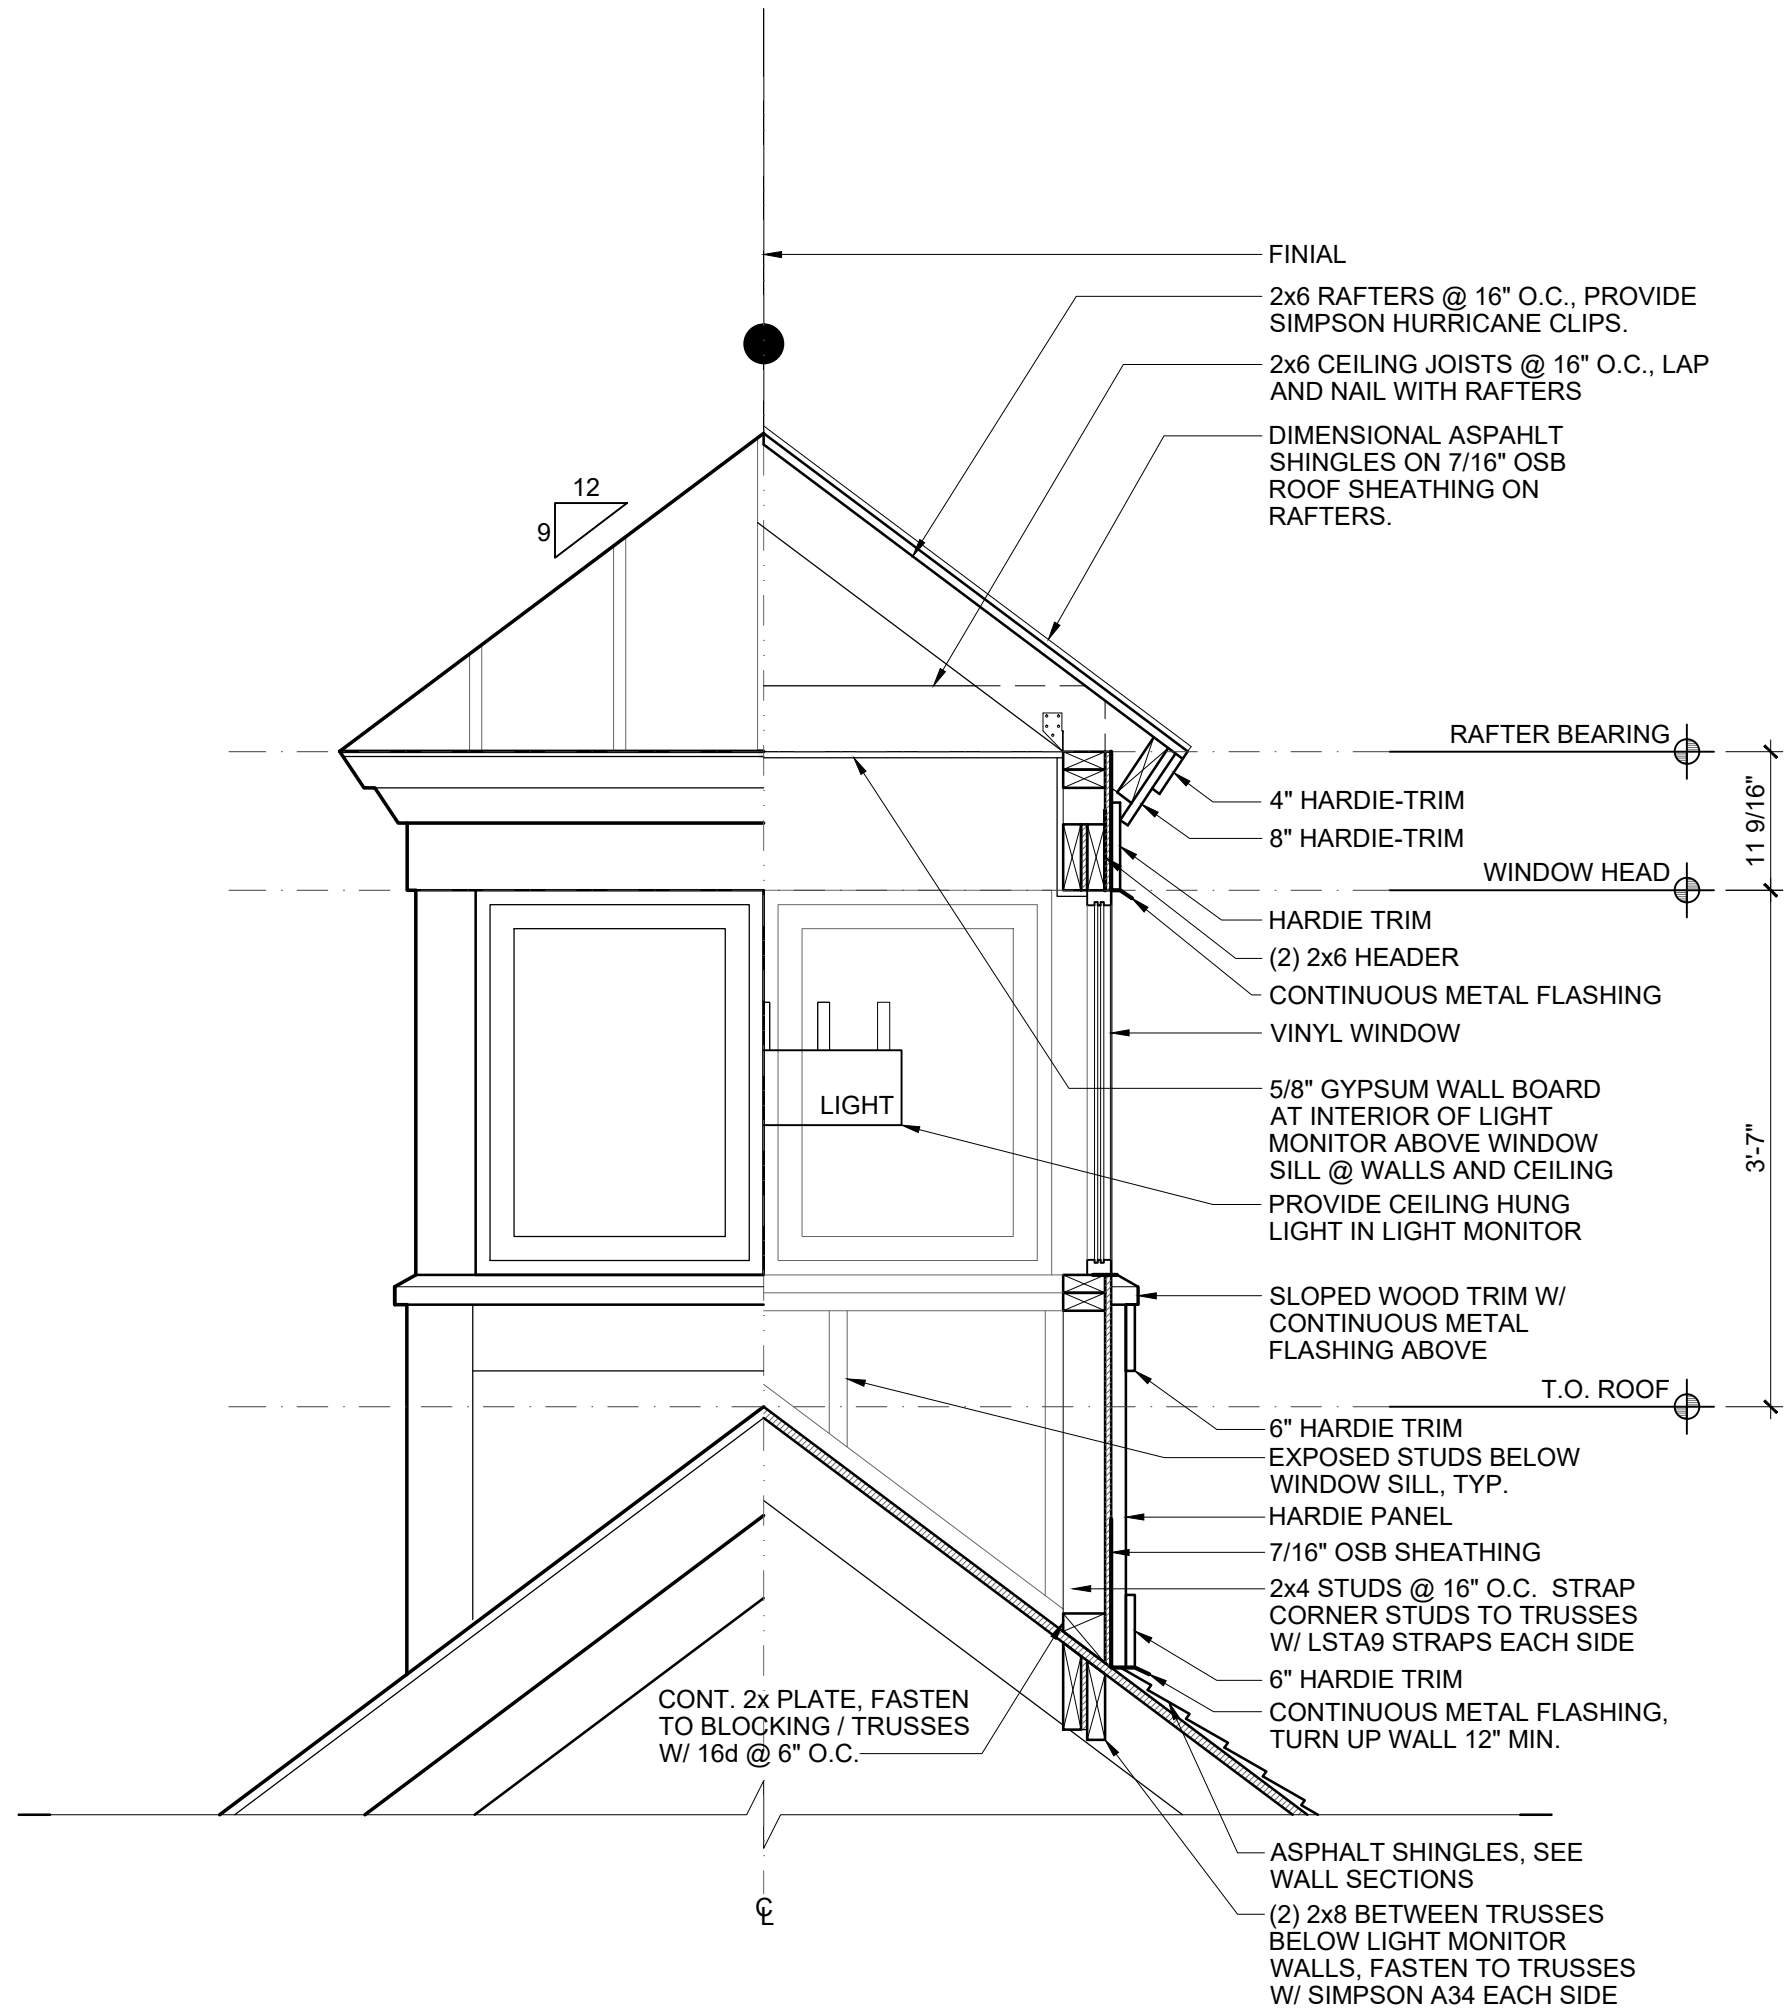 FINIAL
2x6 RAFTERS @ 16" O.C., PROVIDE
SIMPSON HURRICANE CLIPS.
2x6 CEILING JOISTS @ 16" O.C., LAP
AND NAIL WITH RAFTERS
DIMENSIONAL ASPAHLT
SHINGLES ON 7/16" OSB
ROOF SHEATHING ON
RAFTERS.
12
9
RAFTER BEARING
4" HARDIE-TRIM
8" HARDIE-TRIM
11 9/16"
WINDOW HEAD
HARDIE TRIM
(2) 2x6 HEADER
CONTINUOUS METAL FLASHING
VINYL WINDOW
5/8" GYPSUM WALL BOARD
AT INTERIOR OF LIGHT
MONITOR ABOVE WINDOW
SILL @ WALLS AND CEILING
LIGHT
3'-7"
PROVIDE CEILING HUNG
LIGHT IN LIGHT MONITOR
SLOPED WOOD TRIM W/
CONTINUOUS METAL
FLASHING ABOVE
T.O. ROOF
6" HARDIE TRIM
EXPOSED STUDS BELOW
WINDOW SILL, TYP.
HARDIE PANEL
7/16" OSB SHEATHING
2x4 STUDS @ 16" O.C.  STRAP
CORNER STUDS TO TRUSSES
W/ LSTA9 STRAPS EACH SIDE
6" HARDIE TRIM
CONTINUOUS METAL FLASHING,
TURN UP WALL 12" MIN.
CONT. 2x PLATE, FASTEN
TO BLOCKING / TRUSSES
W/ 16d @ 6" O.C.
ASPHALT SHINGLES, SEE
WALL SECTIONS
(2) 2x8 BETWEEN TRUSSES
BELOW LIGHT MONITOR
WALLS, FASTEN TO TRUSSES
W/ SIMPSON A34 EACH SIDE
℄